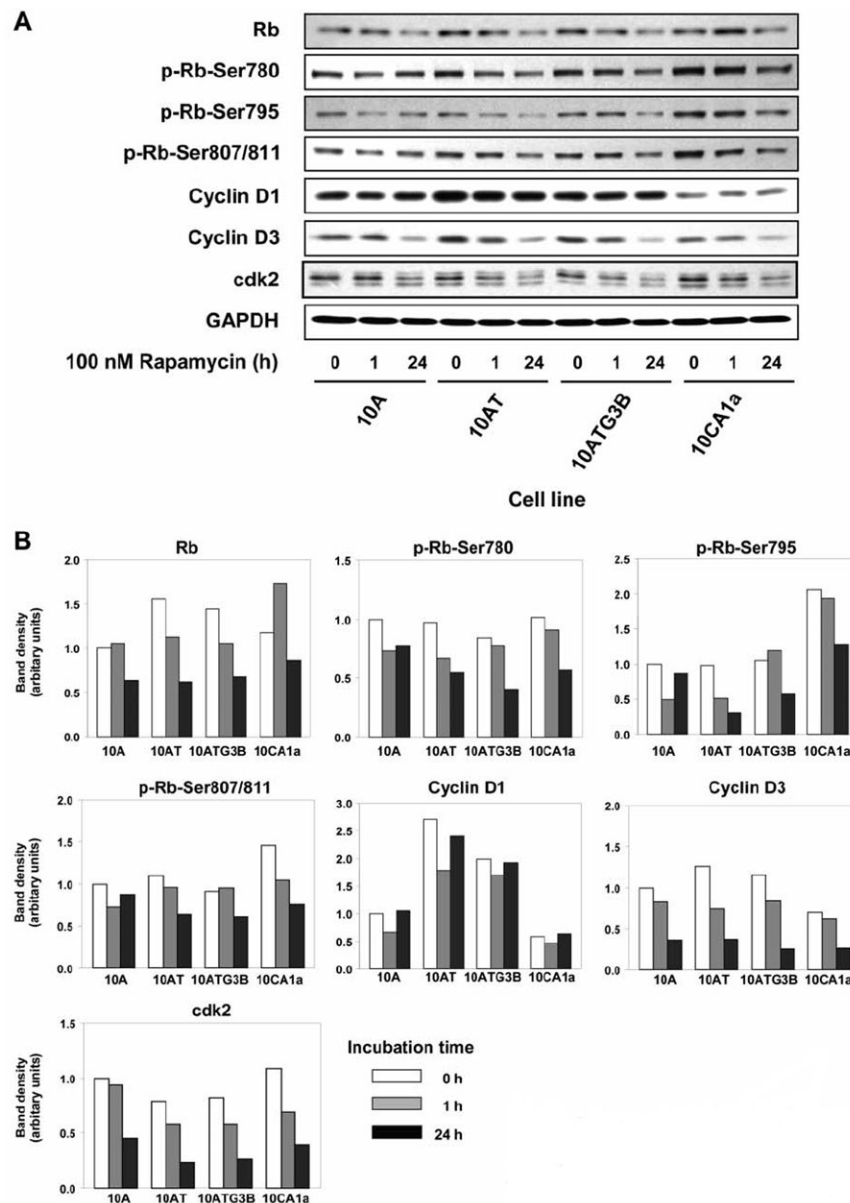 A
Rb
p-Rb-Ser780
p-Rb-Ser795
p-Rb-Ser807/811
Cyclin D1
Cyclin D3
cdk2
GAPDH
100 nM Rapamycin (h) 0 1 24 0 1 24 0 1 24 0 1 24
10A 10AT 10ATG3B 10CA1a
Cell line
B
Rb p-Rb-Ser780 p-Rb-Ser795
Band density
(arbitary units)
2.0
1.5
1.0
0.5
0.0
10A 10AT 10ATG3B 10CA1a
1.5
1.0
0.5
0.0
10A 10AT 10ATG3B 10CA1a
2.5
2.0
1.5
1.0
0.5
0.0
10A 10AT 10ATG3B 10CA1a
p-Rb-Ser807/811 Cyclin D1 Cyclin D3
Band density
(arbitary units)
2.0
1.5
1.0
0.5
0.0
10A 10AT 10ATG3B 10CA1a
3.0
2.5
2.0
1.5
1.0
0.5
0.0
10A 10AT 10ATG3B 10CA1a
2.0
1.5
1.0
0.5
0.0
10A 10AT 10ATG3B 10CA1a
cdk2
Band density
(arbitary units)
1.5
1.0
0.5
0.0
10A 10AT 10ATG3B 10CA1a
Incubation time
0 h
1 h
24 h